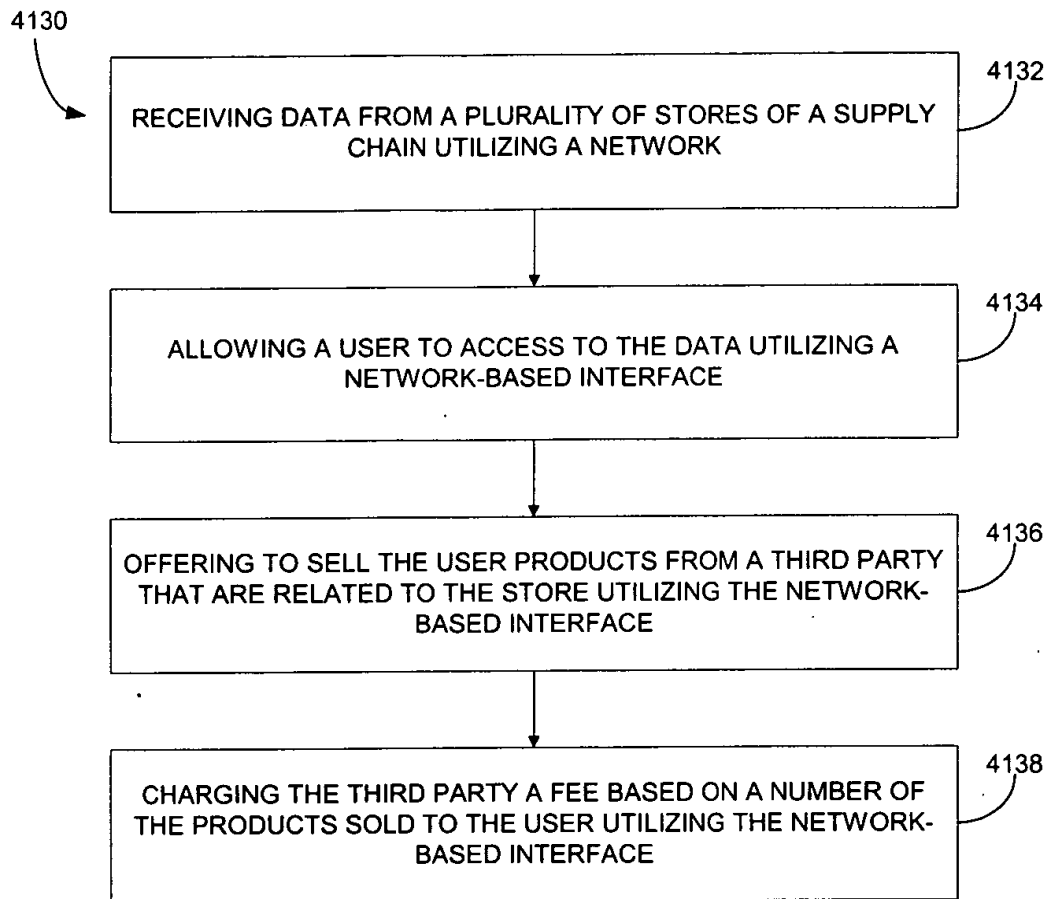 4130
4132
RECEIVING DATA FROM A PLURALITY OF STORES OF A SUPPLY
CHAIN UTILIZING A NETWORK
4134
ALLOWING A USER TO ACCESS TO THE DATA UTILIZING A
NETWORK-BASED INTERFACE
4136
OFFERING TO SELL THE USER PRODUCTS FROM A THIRD PARTY
THAT ARE RELATED TO THE STORE UTILIZING THE NETWORK-
BASED INTERFACE
4138
CHARGING THE THIRD PARTY A FEE BASED ON A NUMBER OF
THE PRODUCTS SOLD TO THE USER UTILIZING THE NETWORK-
BASED INTERFACE